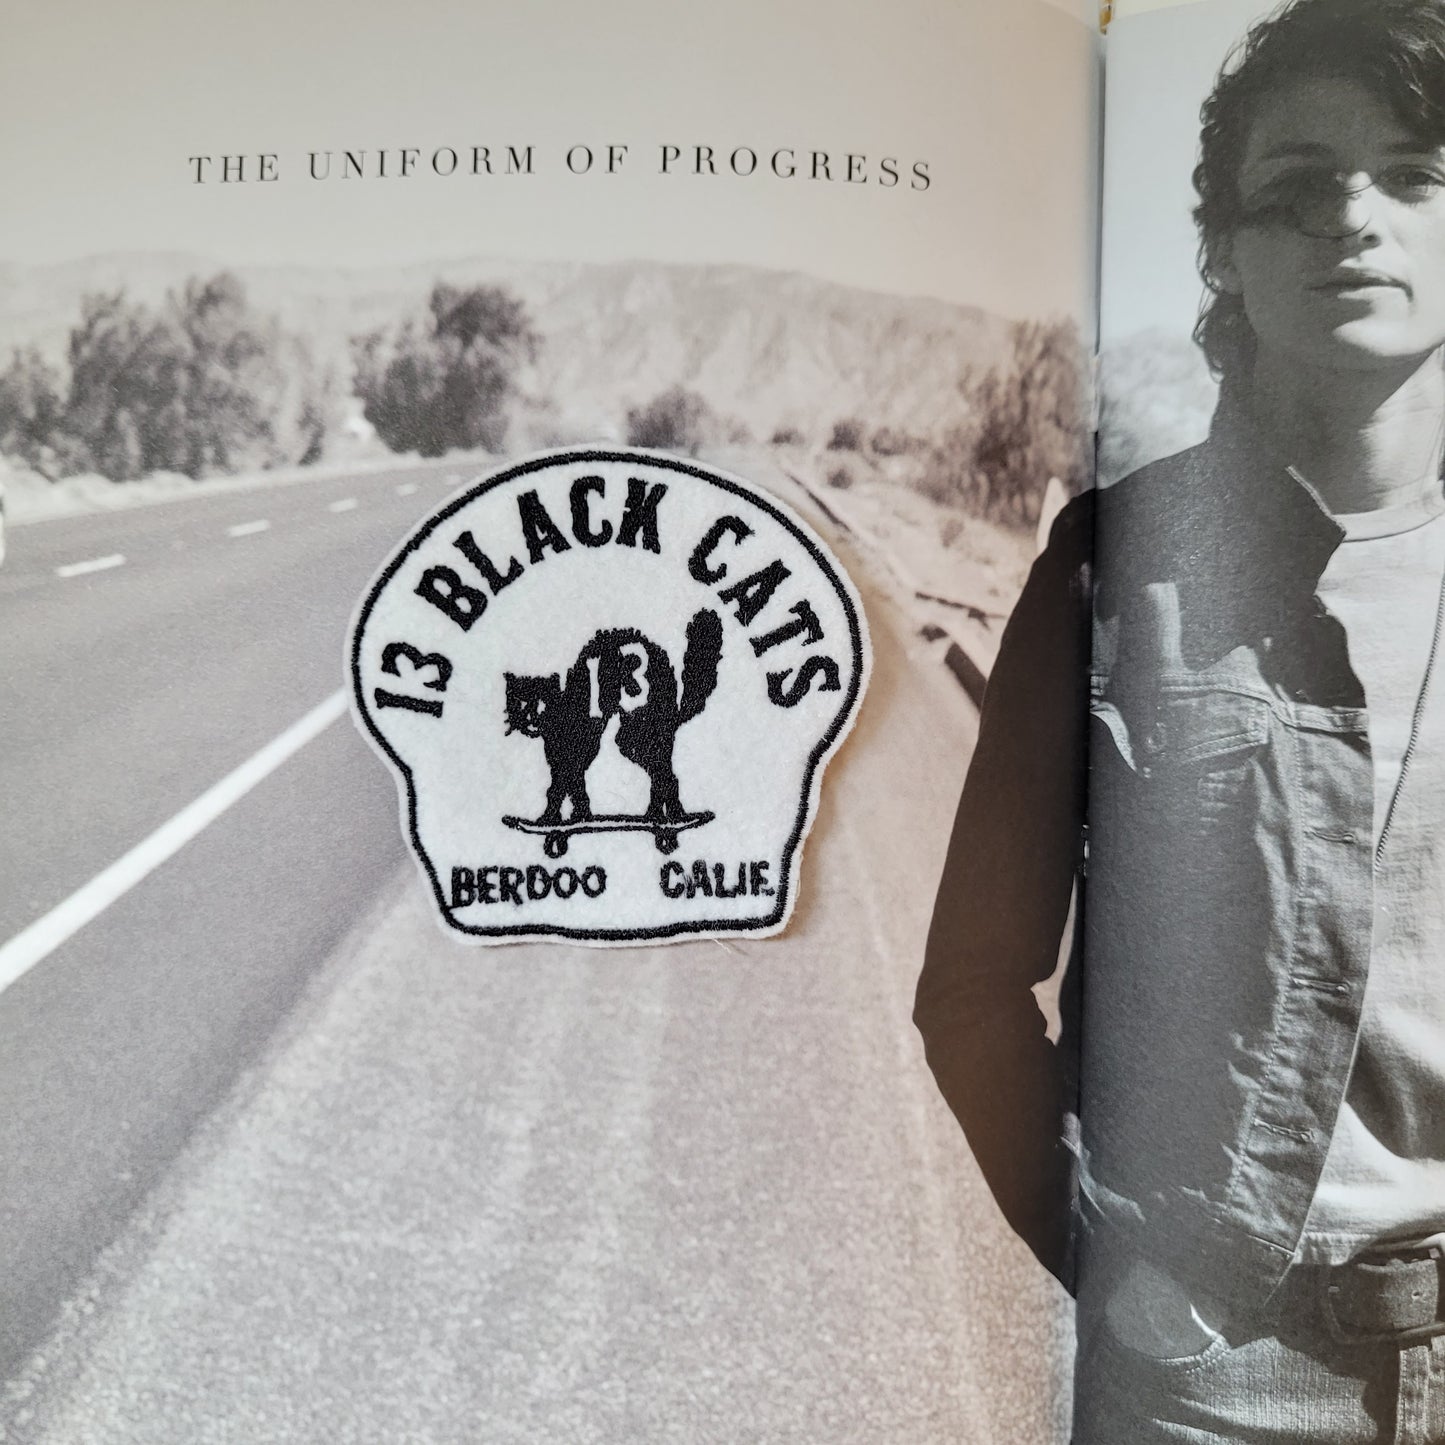 THE UNIFORM OF PROGRESS
13 BLACK CATS
13
BERDOO CALIF.